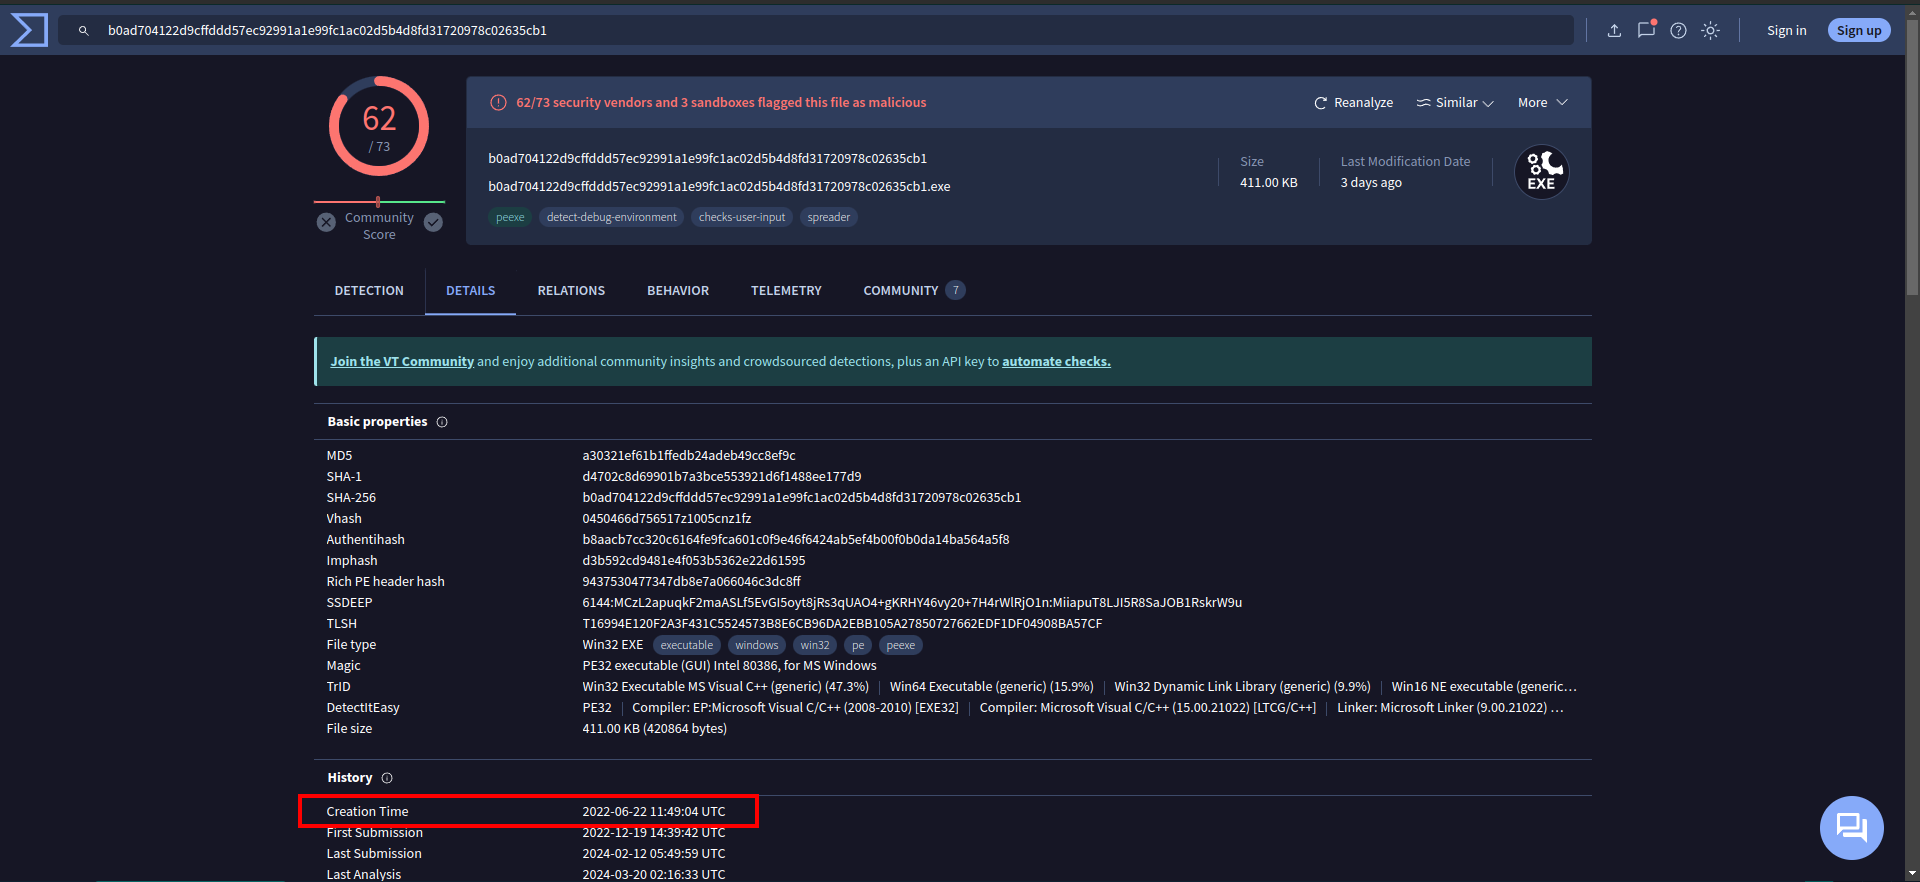 b0ad704122d9cffddd57ec92991a1e99fc1ac02d5b4d8fd31720978c02635cb1
Sign in
Sign up
62
/ 73
Community
Score
62/73 security vendors and 3 sandboxes flagged this file as malicious
Reanalyze
Similar
More
b0ad704122d9cffddd57ec92991a1e99fc1ac02d5b4d8fd31720978c02635cb1
b0ad704122d9cffddd57ec92991a1e99fc1ac02d5b4d8fd31720978c02635cb1.exe
peexe detect-debug-environment checks-user-input spreader
Size
411.00 KB
Last Modification Date
3 days ago
EXE
DETECTION DETAILS RELATIONS BEHAVIOR TELEMETRY COMMUNITY 7
Join the VT Community and enjoy additional community insights and crowdsourced detections, plus an API key to automate checks.
Basic properties
MD5 a30321ef61b1ffedb24adeb49cc8ef9c
SHA-1 d4702c8d69901b7a3bce553921d6f1488ee177d9
SHA-256 b0ad704122d9cffddd57ec92991a1e99fc1ac02d5b4d8fd31720978c02635cb1
Vhash 0450466d756517z1005cnz1fz
Authentihash b8aacb7cc320c6164fe9fca601c0f9e46f6424ab5ef4b00f0b0da14ba564a5f8
Imphash d3b592cd9481e4f053b5362e22d61595
Rich PE header hash 9437530477347db8e7a066046c3dc8ff
SSDEEP 6144:MCzL2apuqkF2maASLf5EvGI5oyt8jRs3qUAO4+gKRHY46vy20+7H4rWlRjO1n:MiiapuT8LJI5R8SaJOB1RskrW9u
TLSH T16994E120F2A3F431C5524573B8E6CB96DA2EBB105A27850727662EDF1DF04908BA57CF
File type Win32 EXE executable windows win32 pe peexe
Magic PE32 executable (GUI) Intel 80386, for MS Windows
TrID Win32 Executable MS Visual C++ (generic) (47.3%) | Win64 Executable (generic) (15.9%) | Win32 Dynamic Link Library (generic) (9.9%) | Win16 NE executable (generic…
DetectItEasy PE32 | Compiler: EP:Microsoft Visual C/C++ (2008-2010) [EXE32] | Compiler: Microsoft Visual C/C++ (15.00.21022) [LTCG/C++] | Linker: Microsoft Linker (9.00.21022) …
File size 411.00 KB (420864 bytes)
History
Creation Time 2022-06-22 11:49:04 UTC
First Submission 2022-12-19 14:39:42 UTC
Last Submission 2024-02-12 05:49:59 UTC
Last Analysis 2024-03-20 02:16:33 UTC